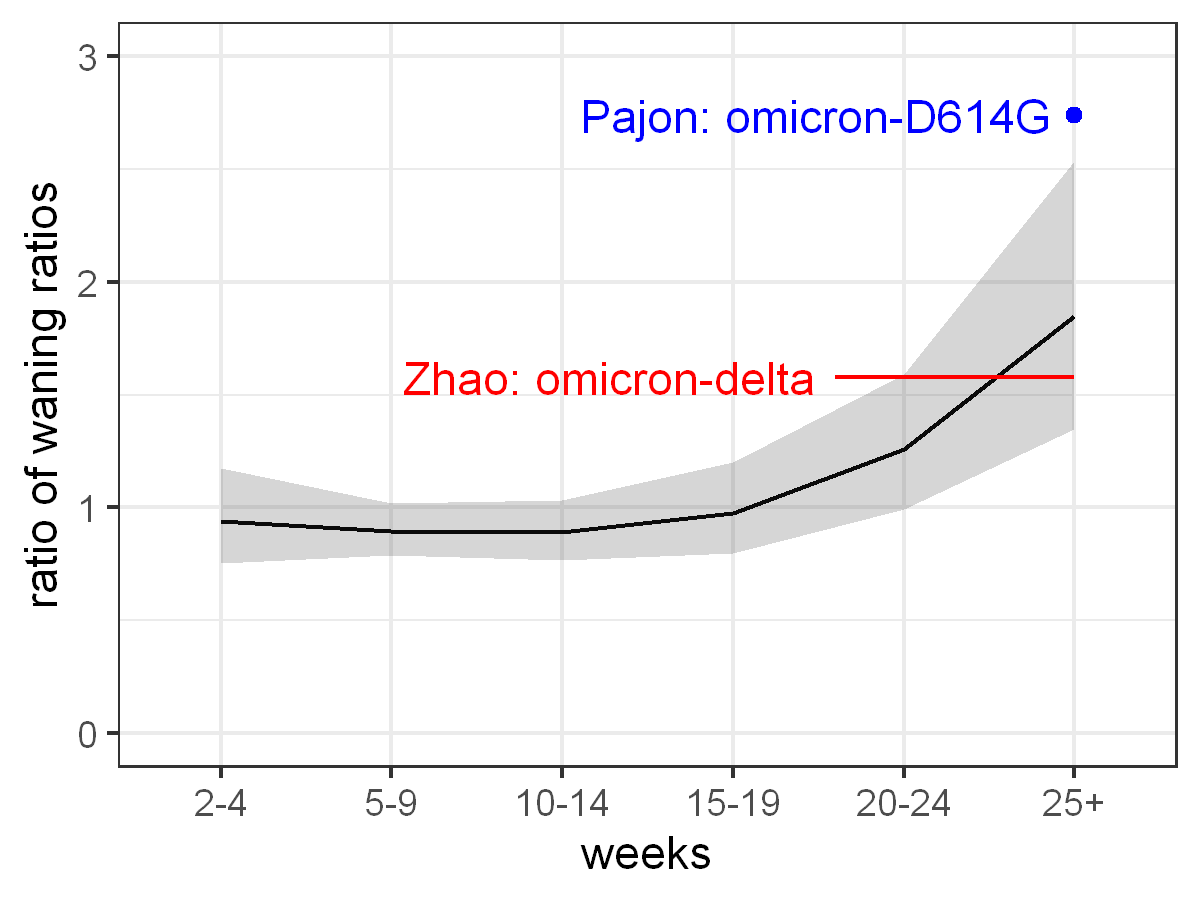 3
Pajon: omicron-D614G
2
Zhao: omicron-delta
1
0
ratio of waning ratios
2-4 5-9 10-14 15-19 20-24 25+
weeks